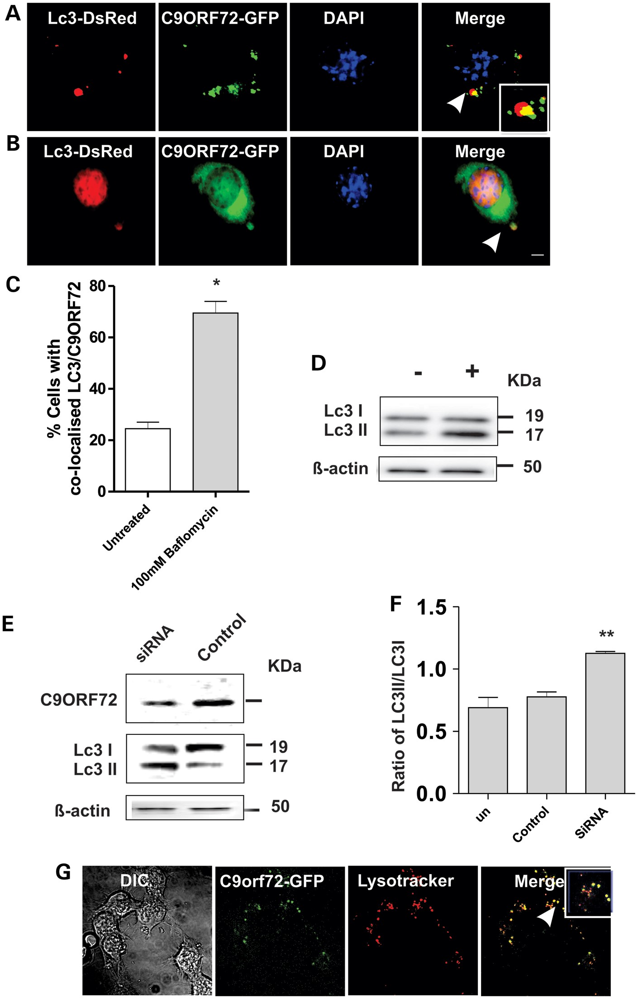 A
Lc3-DsRed
C9ORF72-GFP
DAPI
Merge
B
Lc3-DsRed
C9ORF72-GFP
DAPI
Merge
C
% Cells with
co-localised LC3/C9ORF72
80
60
40
20
0
*
Untreated
100mM Baflomycin
D
- +
KDa
Lc3 I
19
Lc3 II
17
ß-actin
50
E
siRNA
Control
KDa
C9ORF72
Lc3 I
19
Lc3 II
17
ß-actin
50
F
Ratio of LC3II/LC3I
1.5
1.0
0.5
0.0
**
un
Control
SiRNA
G
DIC
C9orf72-GFP
Lysotracker
Merge